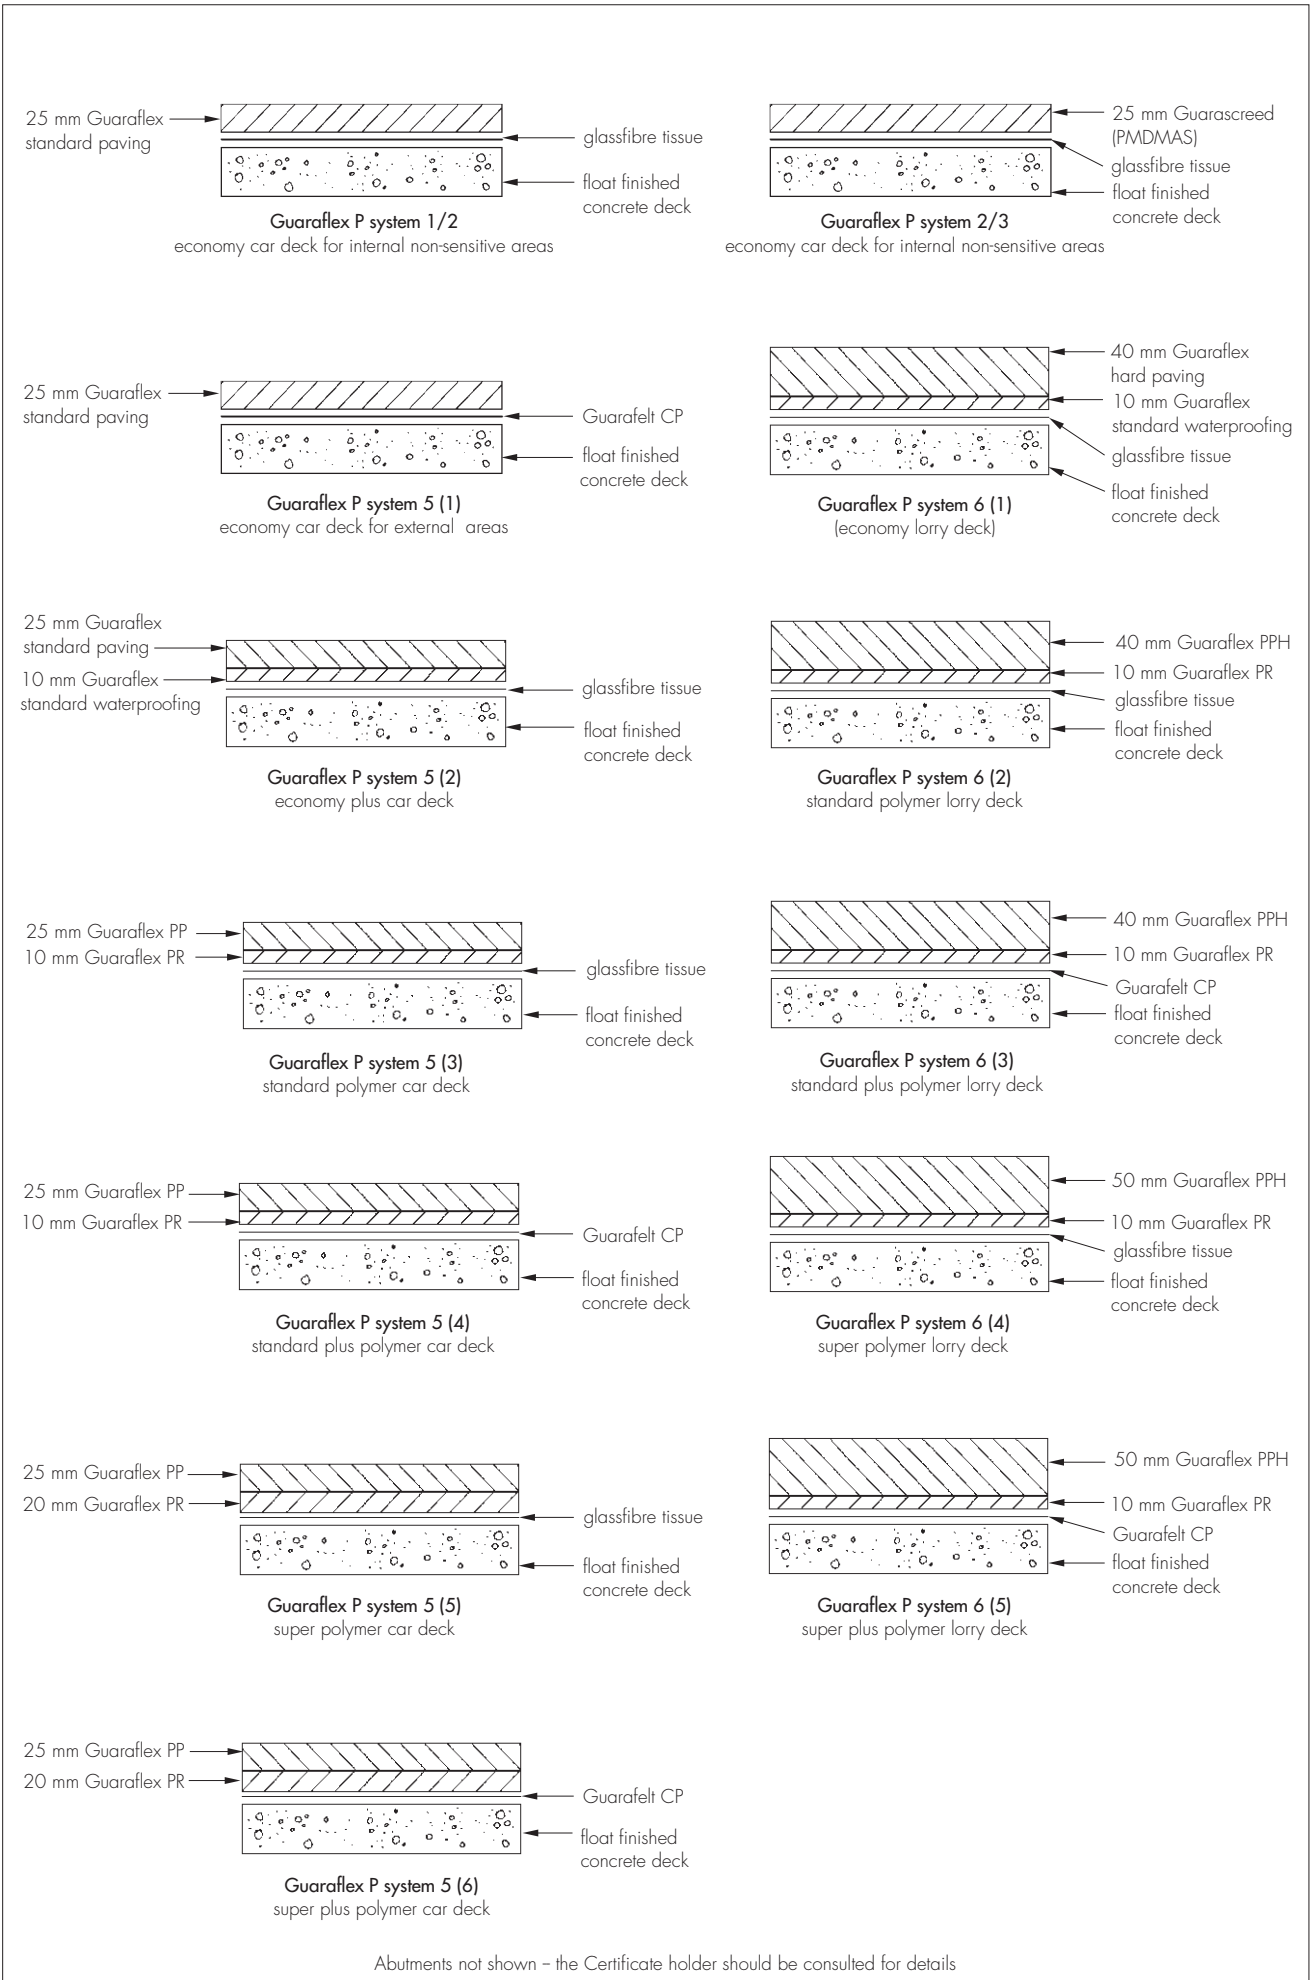 25 mm Guaraflex
standard paving
glassfibre tissue
float finished
concrete deck
Guaraflex P system 1/2
economy car deck for internal non-sensitive areas
25 mm Guarascreed
(PMDMAS)
glassfibre tissue
float finished
concrete deck
Guaraflex P system 2/3
economy car deck for internal non-sensitive areas
25 mm Guaraflex
standard paving
Guarafelt CP
float finished
concrete deck
Guaraflex P system 5 (1)
economy car deck for external areas
40 mm Guaraflex
hard paving
10 mm Guaraflex
standard waterproofing
glassfibre tissue
float finished
concrete deck
Guaraflex P system 6 (1)
(economy lorry deck)
25 mm Guaraflex
standard paving
10 mm Guaraflex
standard waterproofing
glassfibre tissue
float finished
concrete deck
Guaraflex P system 5 (2)
economy plus car deck
40 mm Guaraflex PPH
10 mm Guaraflex PR
glassfibre tissue
float finished
concrete deck
Guaraflex P system 6 (2)
standard polymer lorry deck
25 mm Guaraflex PP
10 mm Guaraflex PR
glassfibre tissue
float finished
concrete deck
Guaraflex P system 5 (3)
standard polymer car deck
40 mm Guaraflex PPH
10 mm Guaraflex PR
Guarafelt CP
float finished
concrete deck
Guaraflex P system 6 (3)
standard plus polymer lorry deck
25 mm Guaraflex PP
10 mm Guaraflex PR
Guarafelt CP
float finished
concrete deck
Guaraflex P system 5 (4)
standard plus polymer car deck
50 mm Guaraflex PPH
10 mm Guaraflex PR
glassfibre tissue
float finished
concrete deck
Guaraflex P system 6 (4)
super polymer lorry deck
25 mm Guaraflex PP
20 mm Guaraflex PR
glassfibre tissue
float finished
concrete deck
Guaraflex P system 5 (5)
super polymer car deck
50 mm Guaraflex PPH
10 mm Guaraflex PR
Guarafelt CP
float finished
concrete deck
Guaraflex P system 6 (5)
super plus polymer lorry deck
25 mm Guaraflex PP
20 mm Guaraflex PR
Guarafelt CP
float finished
concrete deck
Guaraflex P system 5 (6)
super plus polymer car deck
Abutments not shown – the Certificate holder should be consulted for details